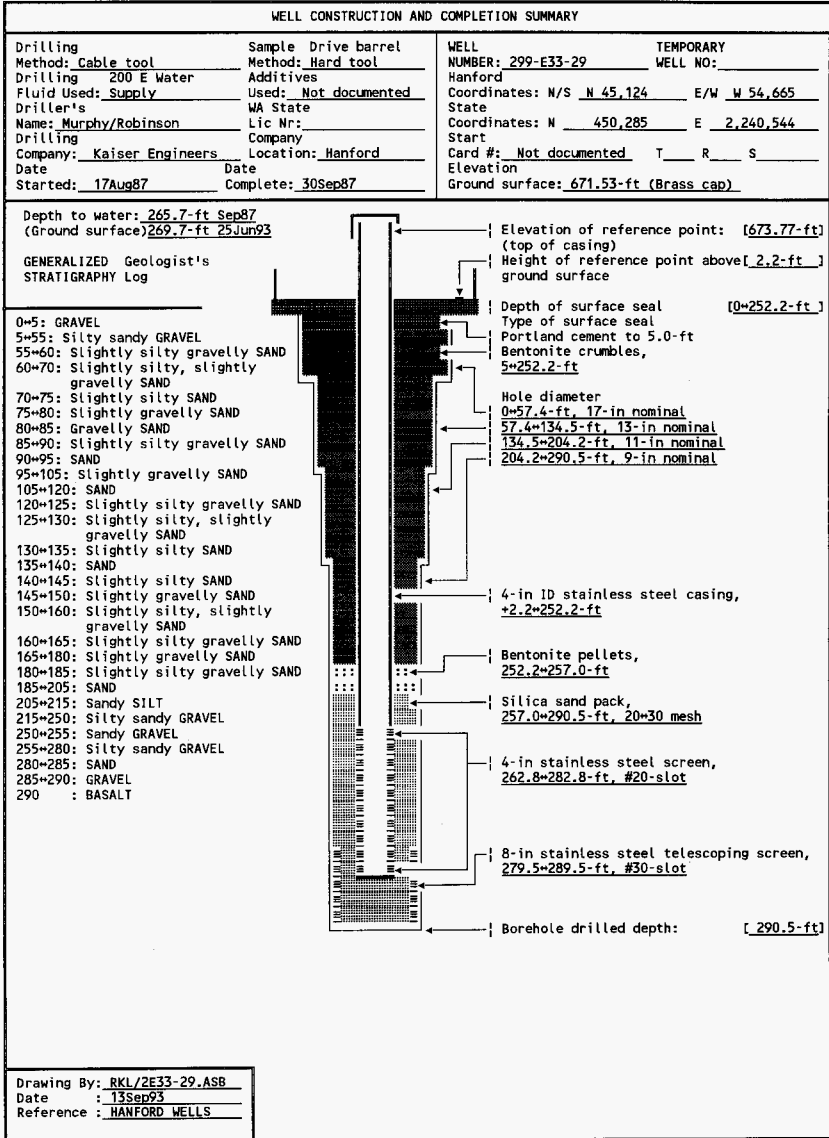 WELL CONSTRUCTION AND COMPLETION SUMMARY
Drilling Sample Drive barrel
Method: Cable tool Method: Hard tool
Drilling 200 E Water Additives
Fluid Used: Supply Used: Not documented
Driller's WA State
Name: Murphy/Robinson Lic Nr:
Drilling Company
Company: Kaiser Engineers Location: Hanford
Date Date
Started: 17Aug87 Complete: 30Sep87
WELL TEMPORARY
NUMBER: 299-E33-29 WELL NO:
Hanford
Coordinates: N/S N 45,124 E/W W 54,665
State
Coordinates: N 450,285 E 2,240,544
Start
Card #: Not documented T R S
Elevation
Ground surface: 671.53-ft (Brass cap)
Depth to water: 265.7-ft Sep87
(Ground surface)269.7-ft 25Jun93
GENERALIZED Geologist's
STRATIGRAPHY Log
0↔5: GRAVEL
5↔55: Silty sandy GRAVEL
55↔60: Slightly silty gravelly SAND
60↔70: Slightly silty, slightly
gravelly SAND
70↔75: Slightly silty SAND
75↔80: Slightly gravelly SAND
80↔85: Gravelly SAND
85↔90: Slightly silty gravelly SAND
90↔95: SAND
95↔105: Slightly gravelly SAND
105↔120: SAND
120↔125: Slightly silty gravelly SAND
125↔130: Slightly silty, slightly
gravelly SAND
130↔135: Slightly silty SAND
135↔140: SAND
140↔145: Slightly silty SAND
145↔150: Slightly gravelly SAND
150↔160: Slightly silty, slightly
gravelly SAND
160↔165: Slightly silty gravelly SAND
165↔180: Slightly gravelly SAND
180↔185: Slightly silty gravelly SAND
185↔205: SAND
205↔215: Sandy SILT
215↔250: Silty sandy GRAVEL
250↔255: Sandy GRAVEL
255↔280: Silty sandy GRAVEL
280↔285: SAND
285↔290: GRAVEL
290 : BASALT
Elevation of reference point: [673.77-ft]
(top of casing)
Height of reference point above[ 2.2-ft ]
ground surface
Depth of surface seal [0↔252.2-ft ]
Type of surface seal
Portland cement to 5.0-ft
Bentonite crumbles,
5↔252.2-ft
Hole diameter
0↔57.4-ft, 17-in nominal
57.4↔134.5-ft, 13-in nominal
134.5↔204.2-ft, 11-in nominal
204.2↔290.5-ft, 9-in nominal
4-in ID stainless steel casing,
+2.2↔252.2-ft
Bentonite pellets,
252.2↔257.0-ft
Silica sand pack,
257.0↔290.5-ft, 20↔30 mesh
4-in stainless steel screen,
262.8↔282.8-ft, #20-slot
8-in stainless steel telescoping screen,
279.5↔289.5-ft, #30-slot
Borehole drilled depth: [ 290.5-ft]
Drawing By: RKL/2E33-29.ASB
Date : 13Sep93
Reference : HANFORD WELLS